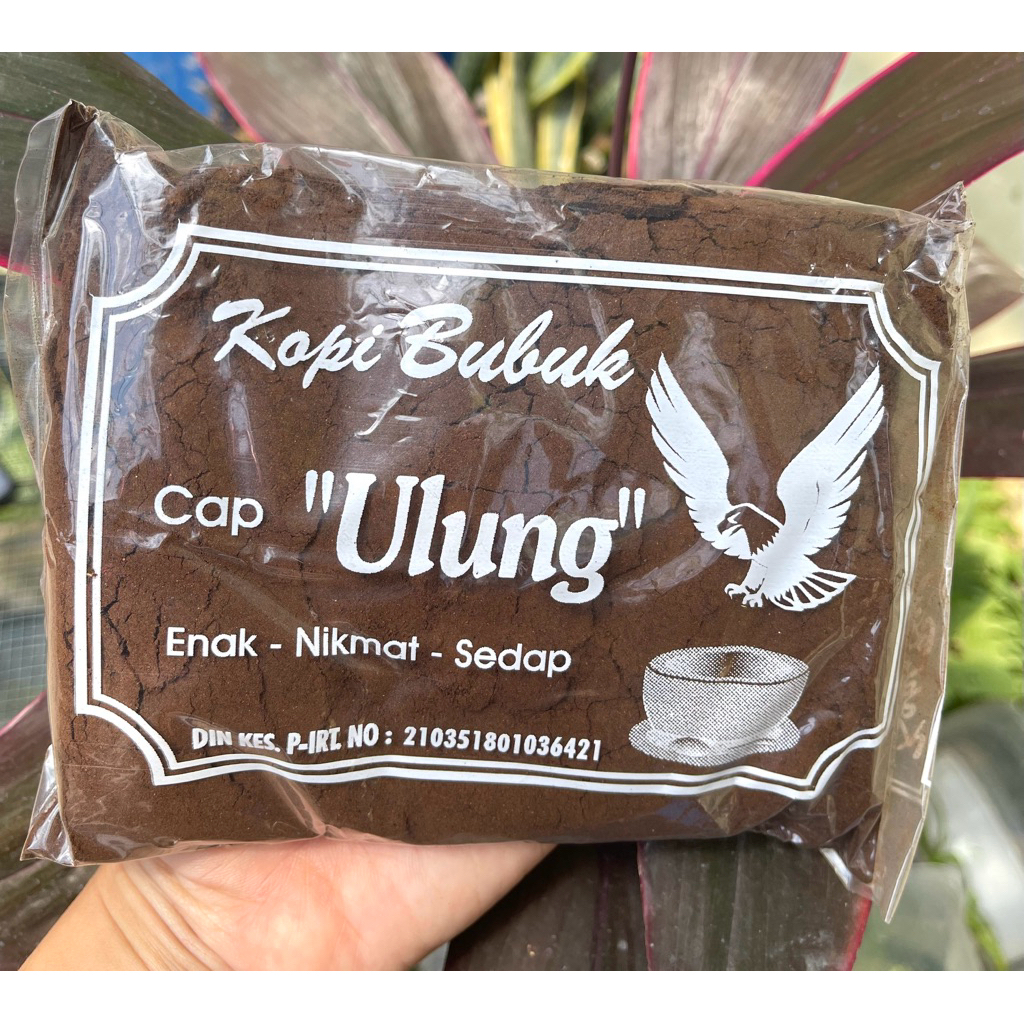 Kopi Bubuk
Cap "Ulung"
Enak - Nikmat - Sedap
DIN KES. P-IRT. NO : 210351801036421